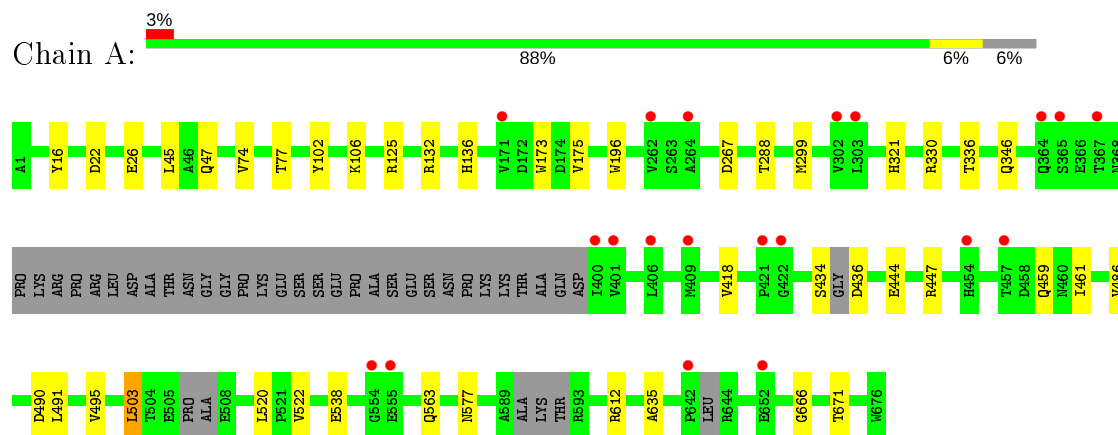 3%
Chain A:
88% 6% 6%
A1 Y16 D22 E26 L45 A46 Q47 V74 T77 Y102 K106 R125 R132 H136 V171 D172 W173 D174 V175 W196 V262 S263 A264 D267 T288 M299 V302 L303 H321 R330 T336 Q346 Q364 S365 E366 T367 N368
PRO LYS ARG PRO ARG LEU ASP ALA THR ASN GLY GLY PRO LYS GLU SER SER GLU PRO ALA SER GLU SER ASN PRO LYS LYS THR ALA GLN ASP I400 V401 L406 M409 V418 P421 G422 S434 GLY D436 E444 R447 H454 T457 D458 Q459 N460 I461 V486
D490 L491 V495 L503 T504 E505 PRO ALA E508 L520 P521 V522 E538 G554 E555 Q563 N577 A589 ALA LYS THR R593 R612 A635 P642 LEU R644 E652 G666 T671 W676